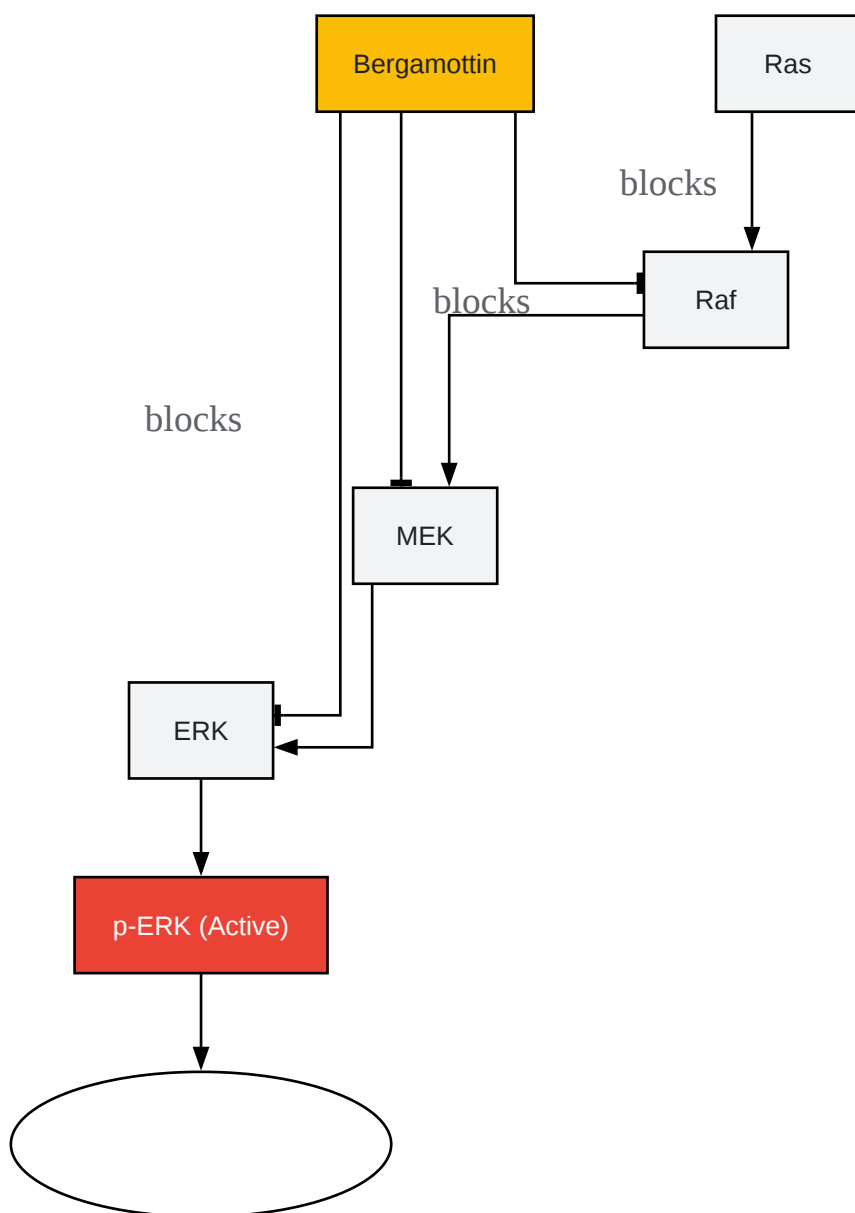 Bergamottin
Ras
blocks
Raf
blocks
blocks
MEK
ERK
p-ERK (Active)